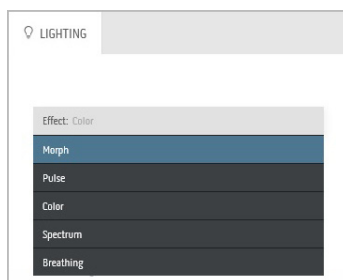 LIGHTING
Effect: Color
Morph
Pulse
Color
Spectrum
Breathing